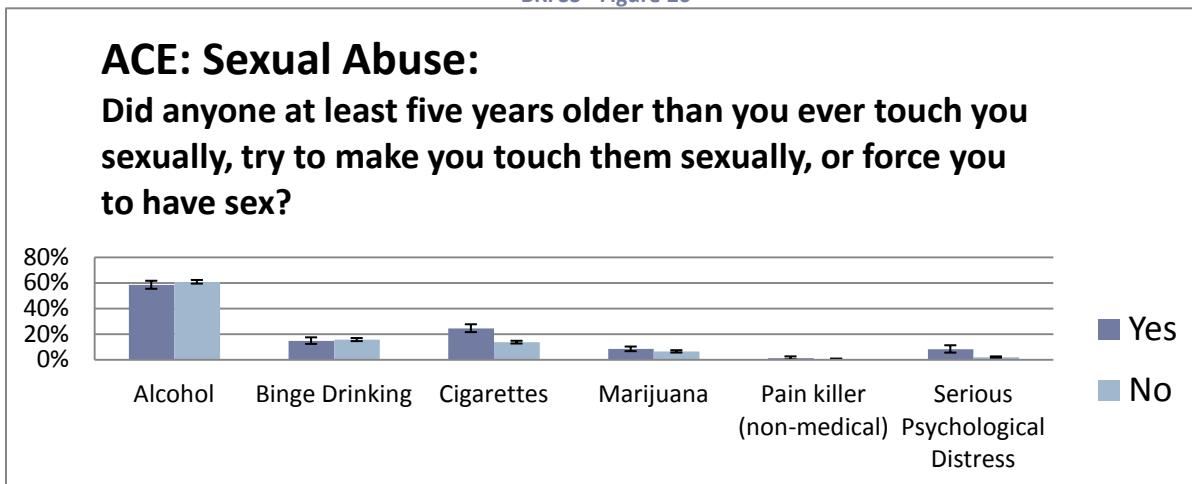 ACE: Sexual Abuse:
Did anyone at least five years older than you ever touch you
sexually, try to make you touch them sexually, or force you
to have sex?
80%
60%
40%
20%
0%
Alcohol
Binge Drinking
Cigarettes
Marijuana
Pain killer
(non-medical)
Serious
Psychological
Distress
Yes
No